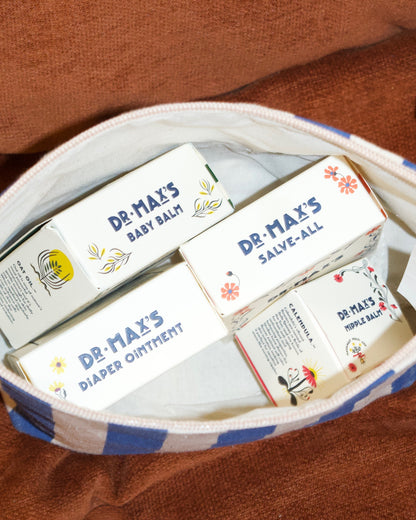 DR·MAX'S
BABY BALM
OAT OIL
DR·MAX'S
SALVE-ALL
DR·MAX'S
DIAPER OINTMENT
CALENDULA
DR·MAX'S
NIPPLE BALM